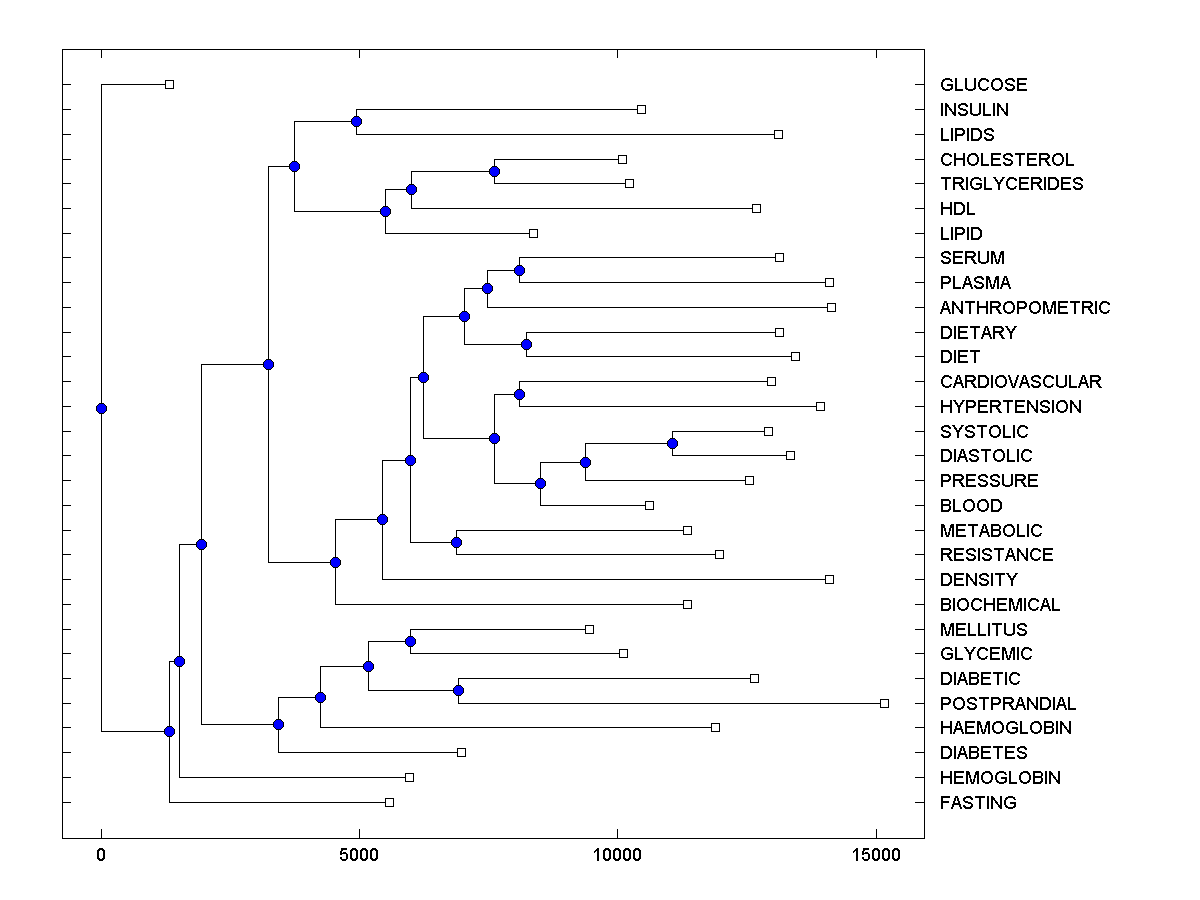 GLUCOSE
INSULIN
LIPIDS
CHOLESTEROL
TRIGLYCERIDES
HDL
LIPID
SERUM
PLASMA
ANTHROPOMETRIC
DIETARY
DIET
CARDIOVASCULAR
HYPERTENSION
SYSTOLIC
DIASTOLIC
PRESSURE
BLOOD
METABOLIC
RESISTANCE
DENSITY
BIOCHEMICAL
MELLITUS
GLYCEMIC
DIABETIC
POSTPRANDIAL
HAEMOGLOBIN
DIABETES
HEMOGLOBIN
FASTING
0 5000 10000 15000